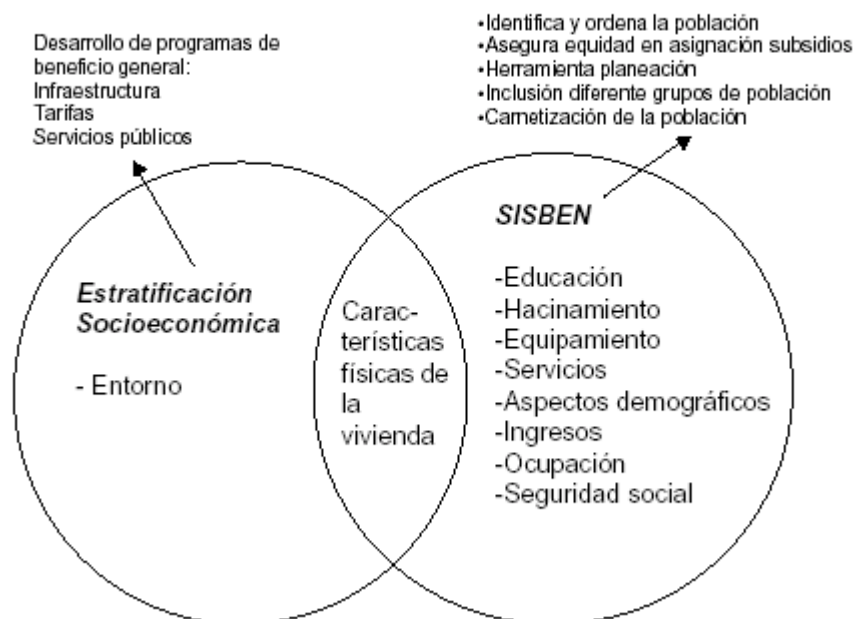 Desarrollo de programas de
beneficio general:
Infraestructura
Tarifas
Servicios públicos
•Identifica y ordena la población
•Asegura equidad en asignación subsidios
•Herramienta planeación
•Inclusión diferente grupos de población
•Carnetización de la población
Estratificación
Socioeconómica
- Entorno
Carac-
terísticas
físicas de
la
vivienda
SISBEN
-Educación
-Hacinamiento
-Equipamiento
-Servicios
-Aspectos demográficos
-Ingresos
-Ocupación
-Seguridad social